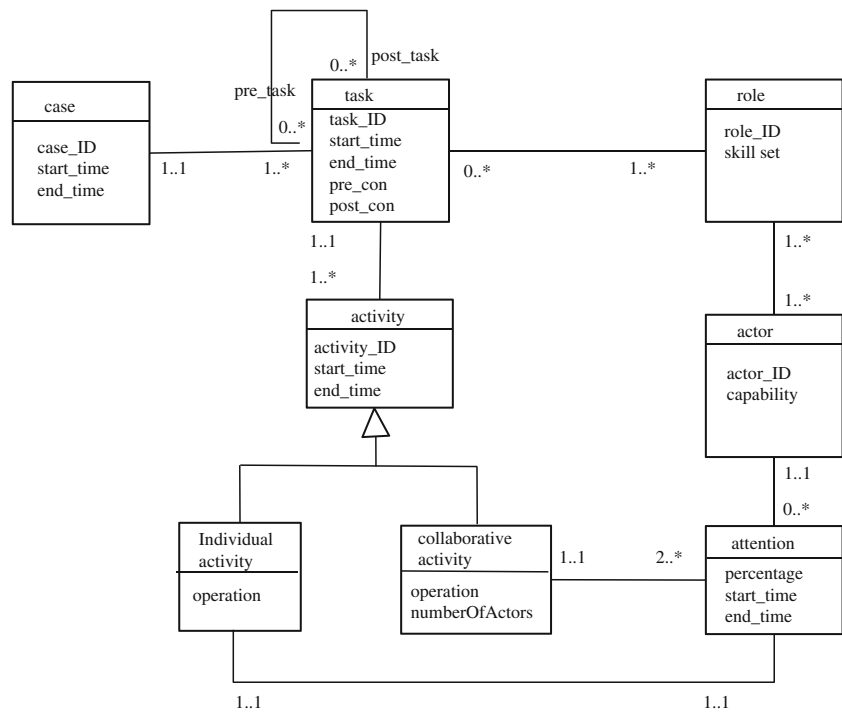 post_task
0..*
pre_task
0..*
case
case_ID
start_time
end_time
1..1
1..*
task
task_ID
start_time
end_time
pre_con
post_con
0..*
1..*
role
role_ID
skill set
1..1
1..*
1..*
1..*
activity
activity_ID
start_time
end_time
actor
actor_ID
capability
1..1
0..*
Individual
activity
operation
collaborative
activity
operation
numberOfActors
1..1
2..*
attention
percentage
start_time
end_time
1..1
1..1